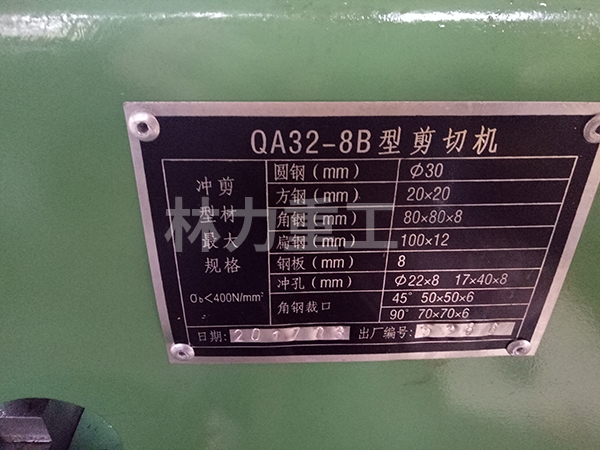 QA32-8B型剪切机
冲剪
型材
最大
规格
σb<400N/mm²
圆钢(mm) Φ30
方钢(mm) 20×20
角钢(mm) 80×80×8
扁钢(mm) 100×12
钢板(mm) 8
冲孔(mm) Φ22×8 17×40×8
角钢裁口 45° 50×50×6
90° 70×70×6
日期: 201703 出厂编号:
林力重工